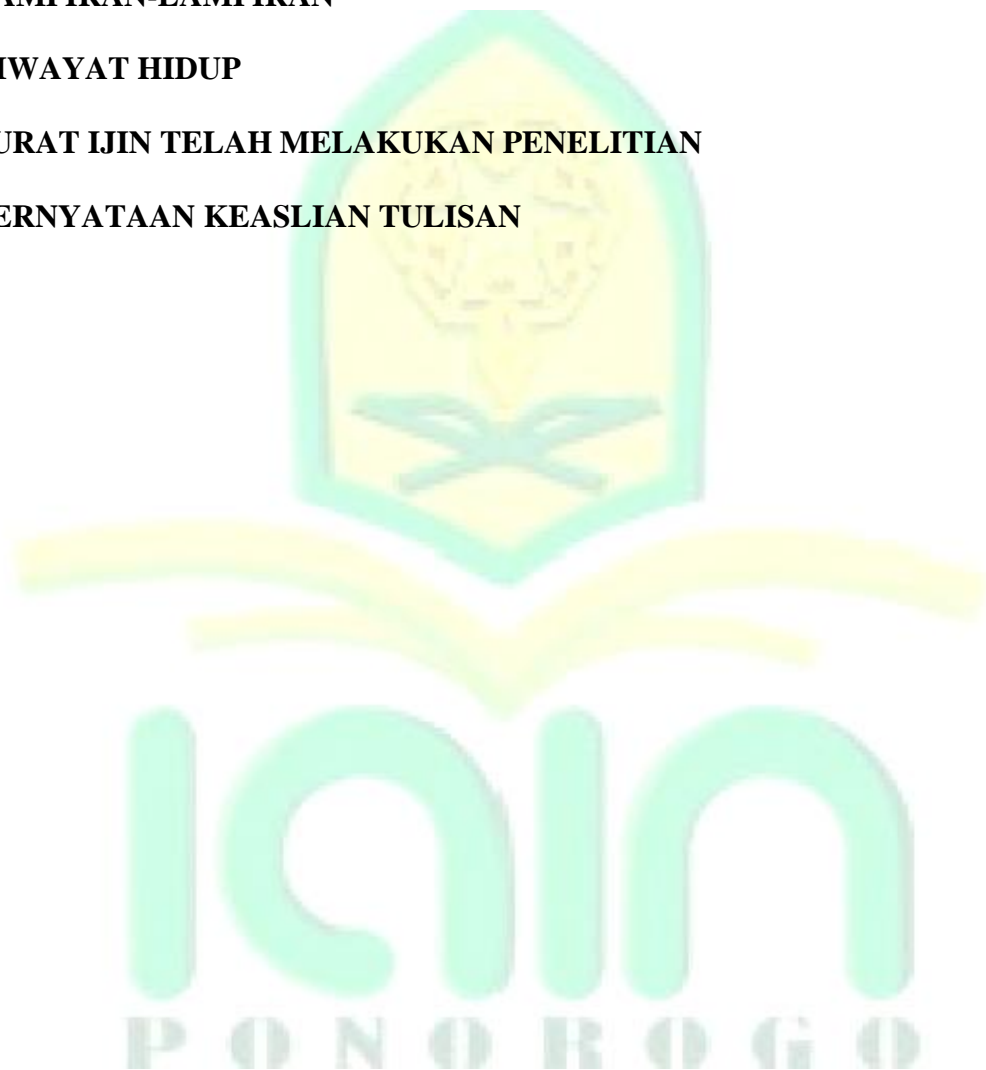 AMPIRAN-LAMPIRAN
IWAYAT HIDUP
URAT IJIN TELAH MELAKUKAN PENELITIAN
ERNYATAAN KEASLIAN TULISAN
iain
PONOROGO